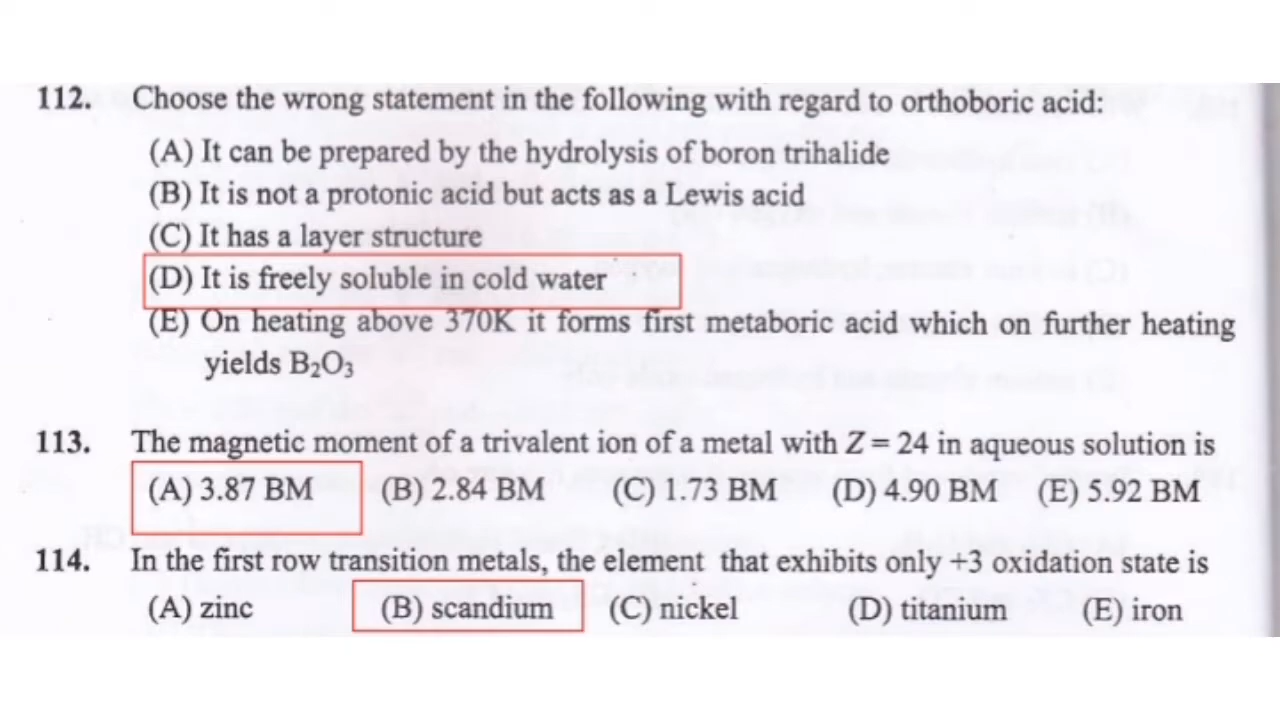 112. Choose the wrong statement in the following with regard to orthoboric acid:
(A) It can be prepared by the hydrolysis of boron trihalide
(B) It is not a protonic acid but acts as a Lewis acid
(C) It has a layer structure
(D) It is freely soluble in cold water
(E) On heating above 370K it forms first metaboric acid which on further heating
yields B₂O₃
113. The magnetic moment of a trivalent ion of a metal with Z = 24 in aqueous solution is
(A) 3.87 BM (B) 2.84 BM (C) 1.73 BM (D) 4.90 BM (E) 5.92 BM
114. In the first row transition metals, the element that exhibits only +3 oxidation state is
(A) zinc (B) scandium (C) nickel (D) titanium (E) iron